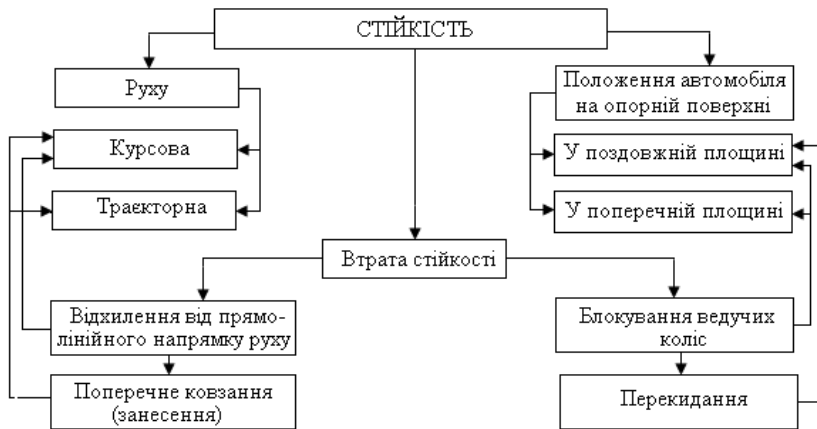 СТІЙКІСТЬ
Руху
Положення автомобіля
на опорній поверхні
Курсова
У поздовжній площині
Траєкторна
У поперечній площині
Втрата стійкості
Відхилення від прямо-
лінійного напрямку руху
Блокування ведучих
коліс
Поперечне ковзання
(занесення)
Перекидання